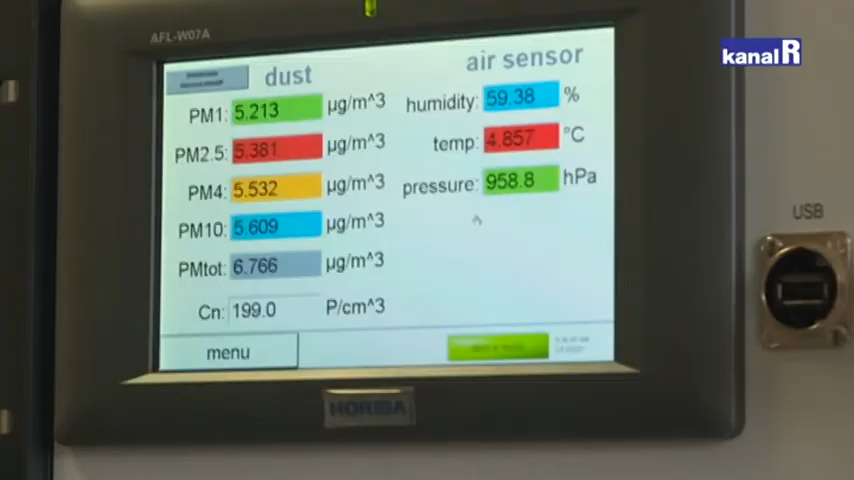 AFL-W07A
kanalR
dust
air sensor
PM1: 5.213 µg/m^3
humidity: 59.38 %
PM2.5: 5.381 µg/m^3
temp: 4.857 °C
PM4: 5.532 µg/m^3
pressure: 958.8 hPa
PM10: 5.609 µg/m^3
USB
PMtot: 6.766 µg/m^3
Cn: 199.0 P/cm^3
menu
HORIBA